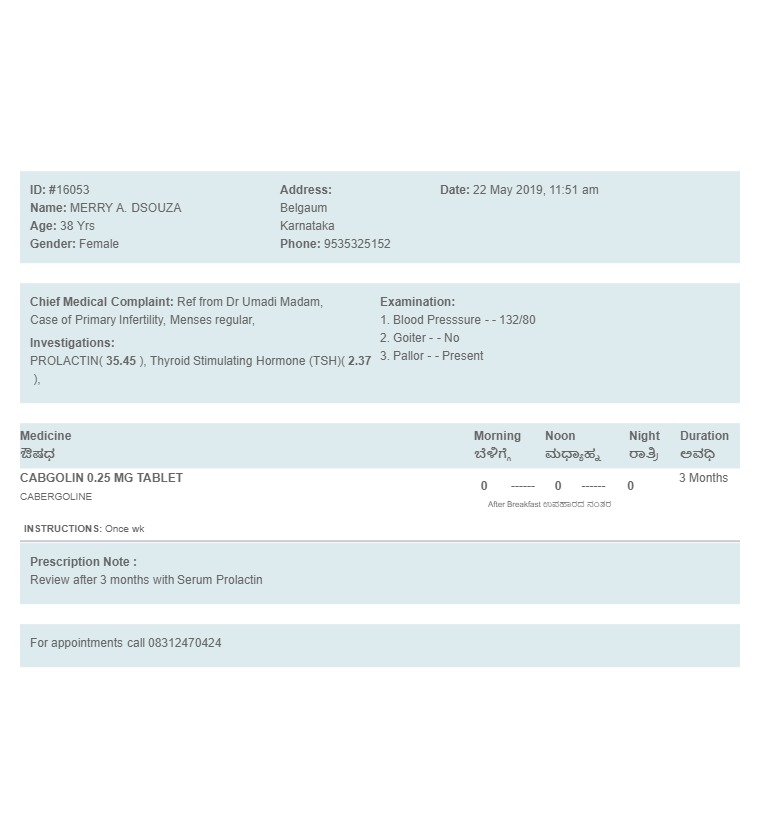 ID: #16053
Name: MERRY A. DSOUZA
Age: 38 Yrs
Gender: Female
Address:
Belgaum
Karnataka
Phone: 9535325152
Date: 22 May 2019, 11:51 am
Chief Medical Complaint: Ref from Dr Umadi Madam,
Case of Primary Infertility, Menses regular,
Investigations:
PROLACTIN( 35.45 ), Thyroid Stimulating Hormone (TSH)( 2.37
),
Examination:
1. Blood Presssure - - 132/80
2. Goiter - - No
3. Pallor - - Present
Medicine Morning Noon Night Duration
ಔಷಧ ಬೆಳಿಗ್ಗೆ ಮಧ್ಯಾಹ್ನ ರಾತ್ರಿ ಅವಧಿ
CABGOLIN 0.25 MG TABLET 3 Months
CABERGOLINE 0 ------ 0 ------ 0
After Breakfast ಉಪಹಾರದ ನಂತರ
INSTRUCTIONS: Once wk
Prescription Note :
Review after 3 months with Serum Prolactin
For appointments call 08312470424